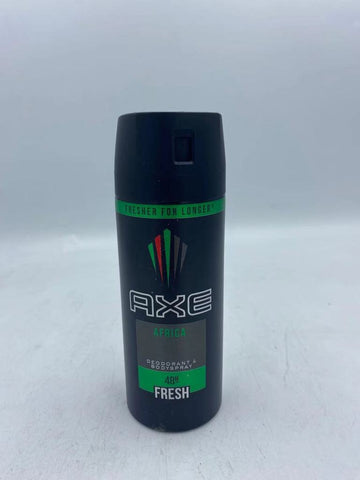 FRESHER FOR LONGER*
AXE
AFRICA
DEODORANT &
BODYSPRAY
48H
FRESH